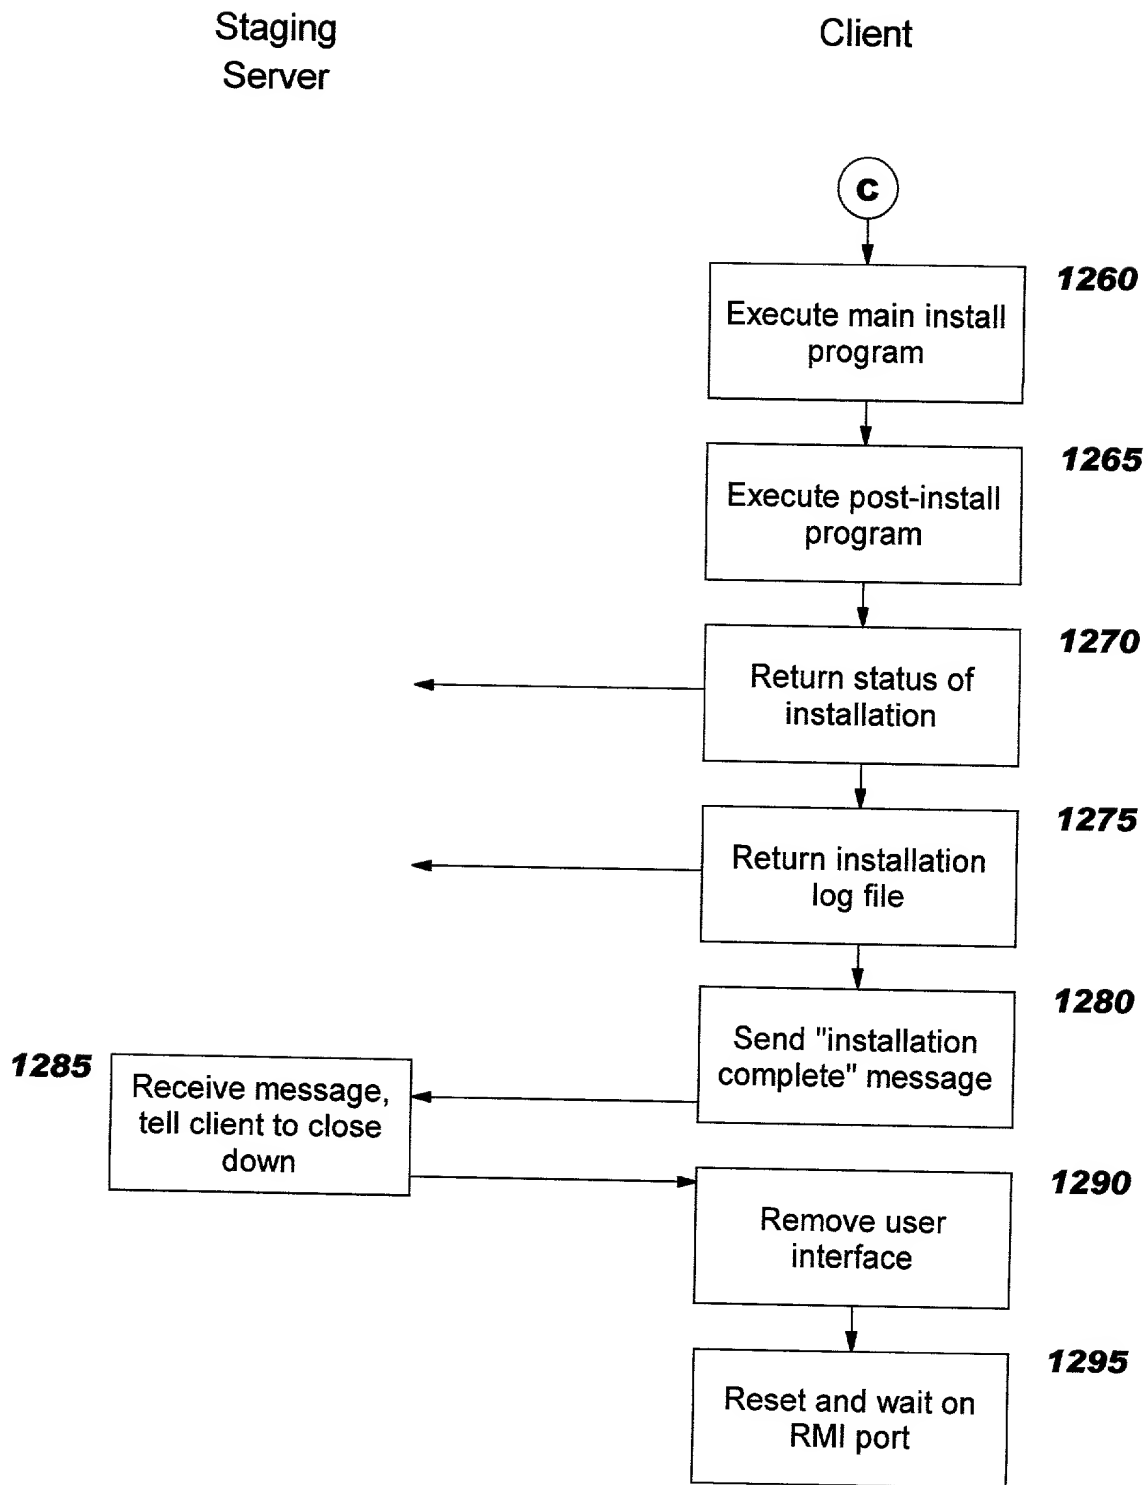 Staging
Server
Client
C
1260
Execute main install
program
1265
Execute post-install
program
1270
Return status of
installation
1275
Return installation
log file
1280
Send "installation
complete" message
1285
Receive message,
tell client to close
down
1290
Remove user
interface
1295
Reset and wait on
RMI port